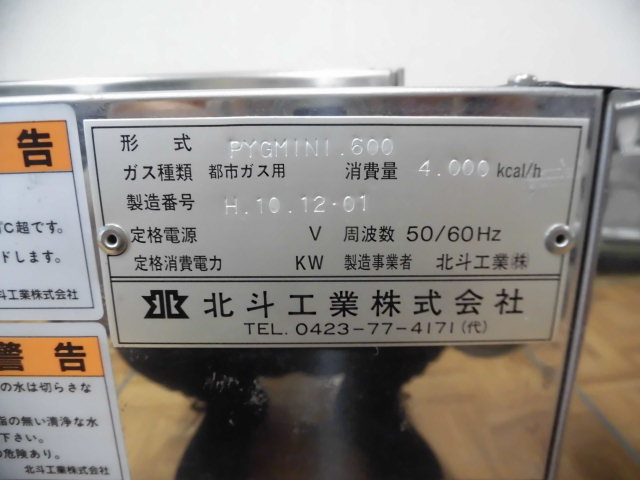 告
℃超です。
ドします。
斗工業株式会社
警告
の水は切らさな
脂の無い清浄な水
下さい。
の危険あり。
北斗工業株式会社
形式 PYGMINI.600
ガス種類 都市ガス用 消費量 4.000 kcal/h
製造番号 H.10.12-01
定格電源 V 周波数 50/60Hz
定格消費電力 KW 製造事業者 北斗工業㈱
北斗工業株式会社
TEL. 0423-77-4171(代)